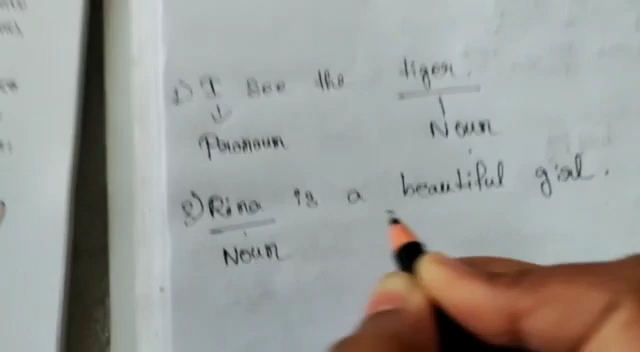 1) I see the tiger.
Pronoun Noun
2) Rina is a beautiful girl.
Noun